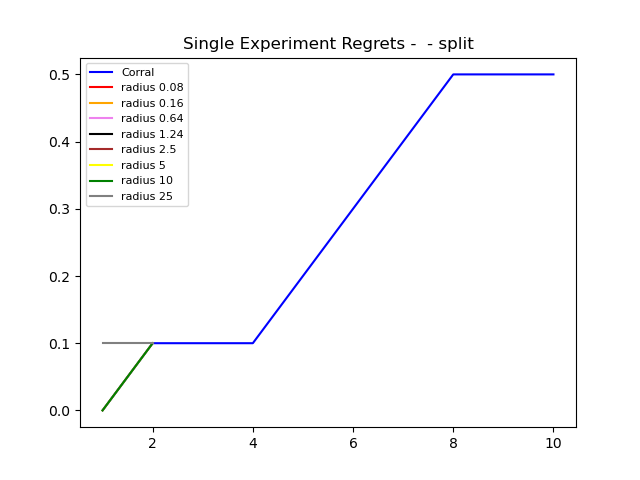 Single Experiment Regrets -  - split
0.5
0.4
0.3
0.2
0.1
0.0
Corral
radius 0.08
radius 0.16
radius 0.64
radius 1.24
radius 2.5
radius 5
radius 10
radius 25
2 4 6 8 10